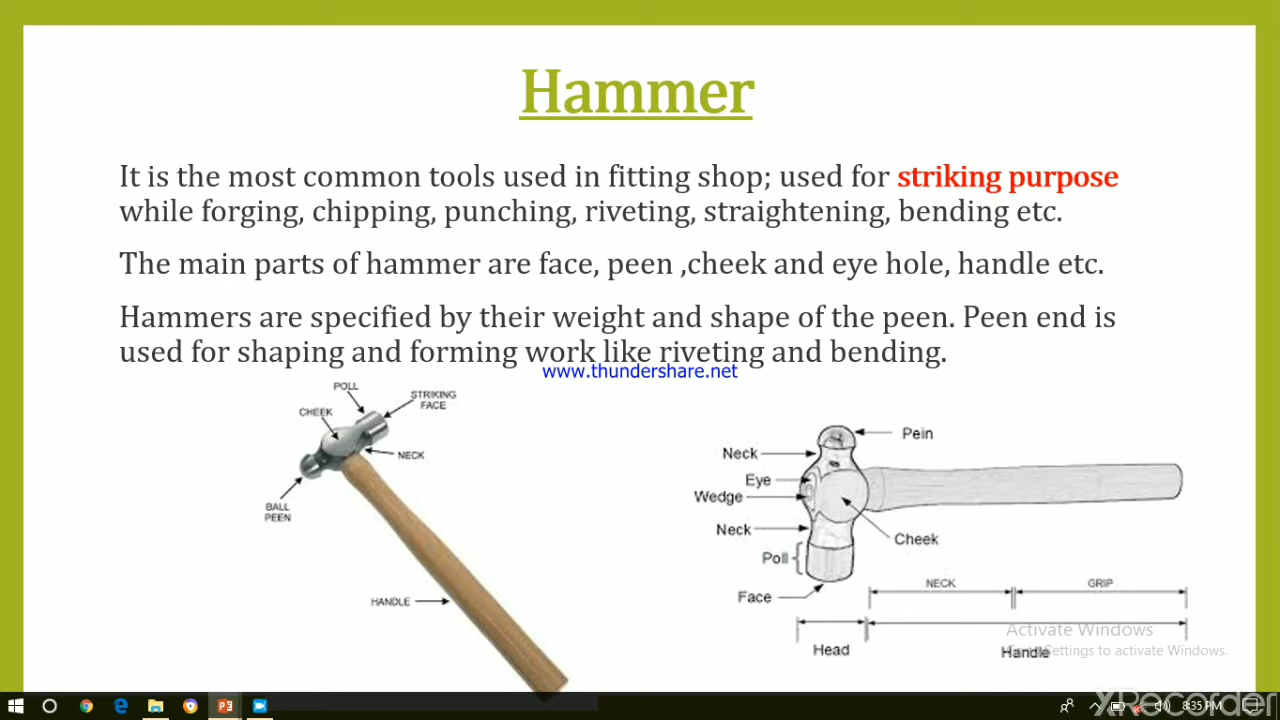 Hammer
It is the most common tools used in fitting shop; used for striking purpose
while forging, chipping, punching, riveting, straightening, bending etc.
The main parts of hammer are face, peen ,cheek and eye hole, handle etc.
Hammers are specified by their weight and shape of the peen. Peen end is
used for shaping and forming work like riveting and bending.
www.thundershare.net
POLL
STRIKING
FACE
CHEEK
NECK
BALL
PEEN
HANDLE
Pein
Neck
Eye
Wedge
Neck
Cheek
Poll
Face
NECK
GRIP
Head
Handle
Activate Windows
Settings to activate Windows.
8:35 PM
XRecorder